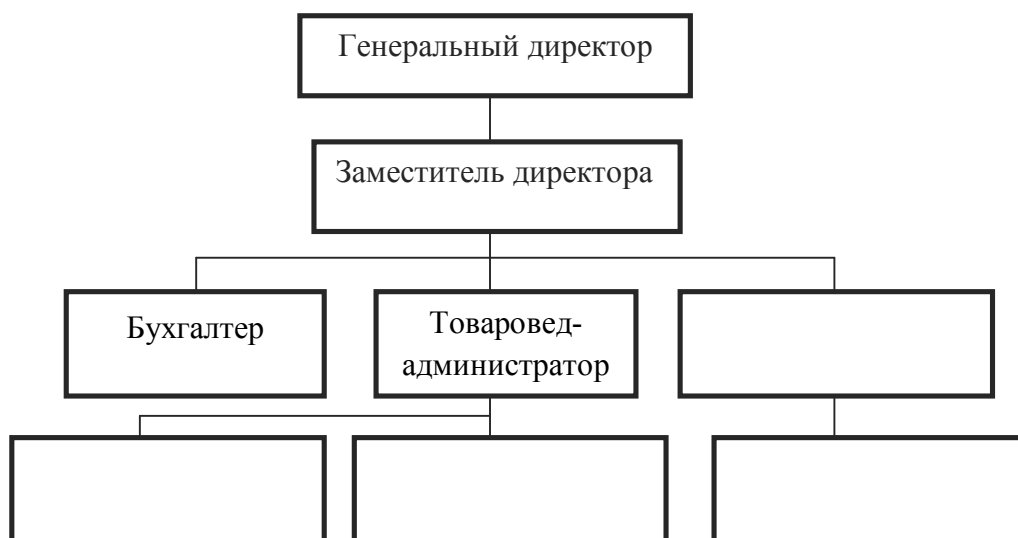 Генеральный директор
Заместитель директора
Бухгалтер
Товаровед-
администратор